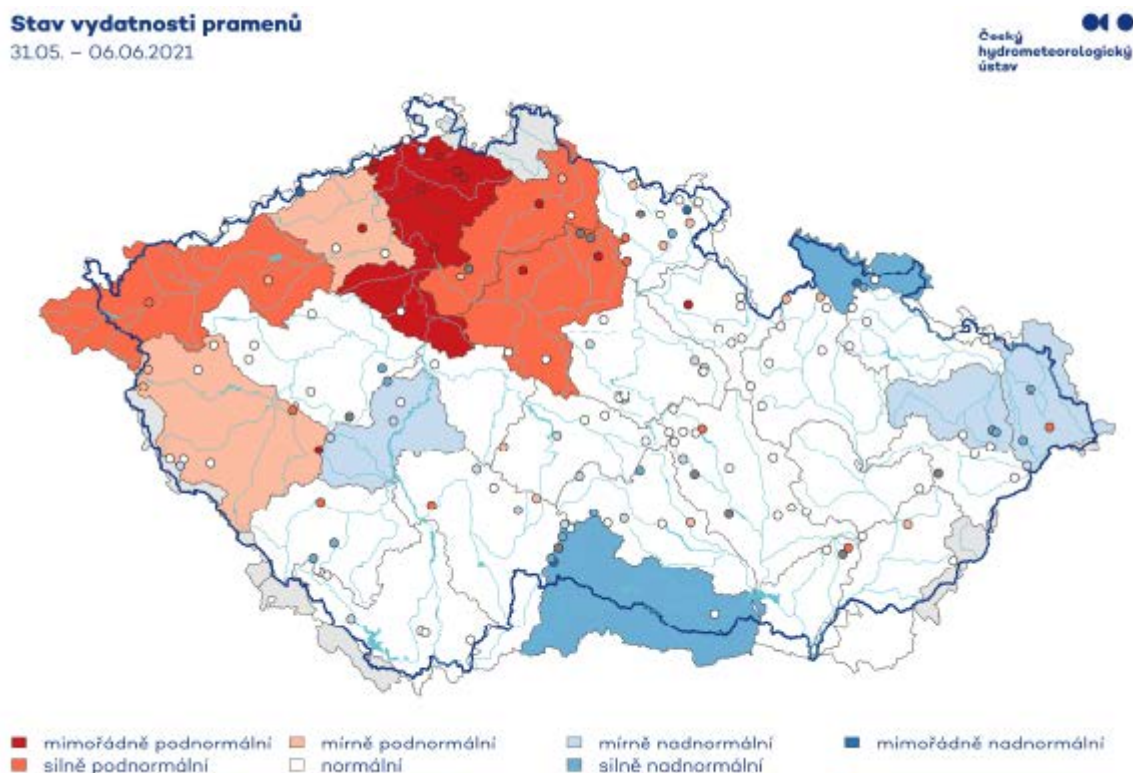 Stav vydatnosti pramenů
31.05. – 06.06.2021
Český
hydrometeorologický
ústav
mimořádně podnormální
silně podnormální
mírně podnormální
normální
mírně nadnormální
silně nadnormální
mimořádně nadnormální